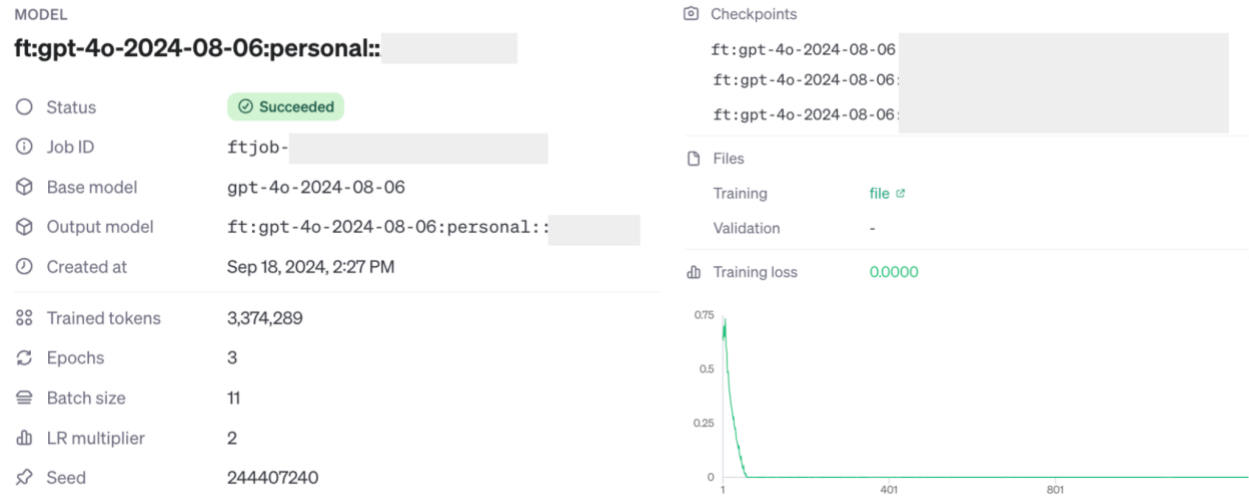 MODEL
ft:gpt-4o-2024-08-06:personal::
Status Succeeded
Job ID ftjob-
Base model gpt-4o-2024-08-06
Output model ft:gpt-4o-2024-08-06:personal::
Created at Sep 18, 2024, 2:27 PM
Trained tokens 3,374,289
Epochs 3
Batch size 11
LR multiplier 2
Seed 244407240
Checkpoints
ft:gpt-4o-2024-08-06
ft:gpt-4o-2024-08-06:
ft:gpt-4o-2024-08-06:
Files
Training file
Validation -
Training loss 0.0000
0.75
0.5
0.25
0
1 401 801